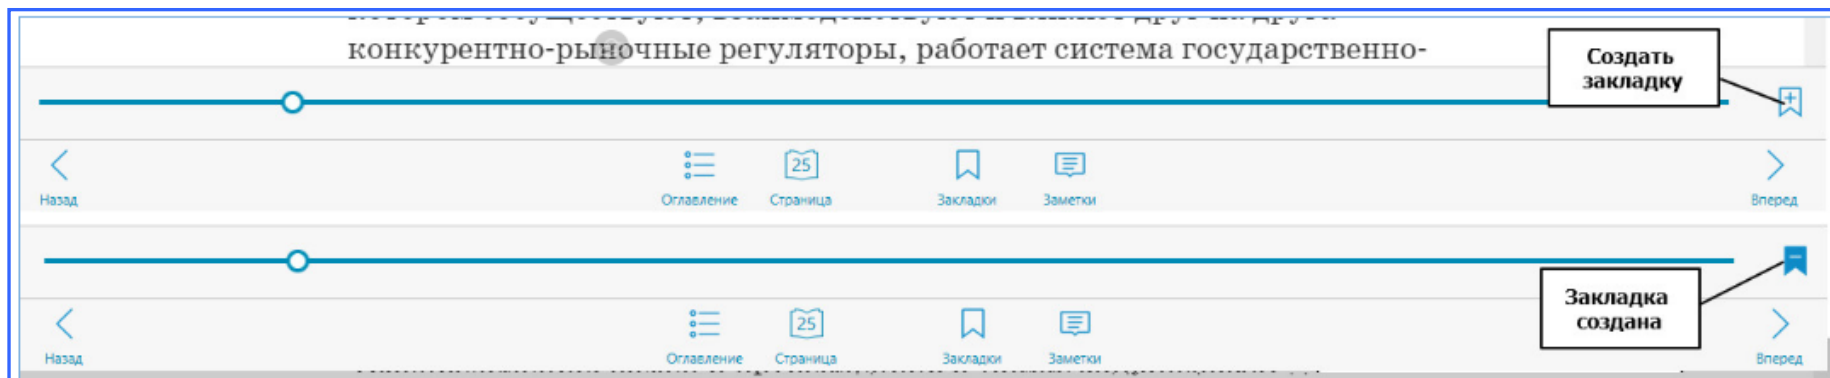 конкурентно-рыночные регуляторы, работает система государственно-
Создать
закладку
25
Назад
Оглавление Страница Закладки Заметки
Вперед
25
Закладка
создана
Назад
Оглавление Страница Закладки Заметки
Вперед